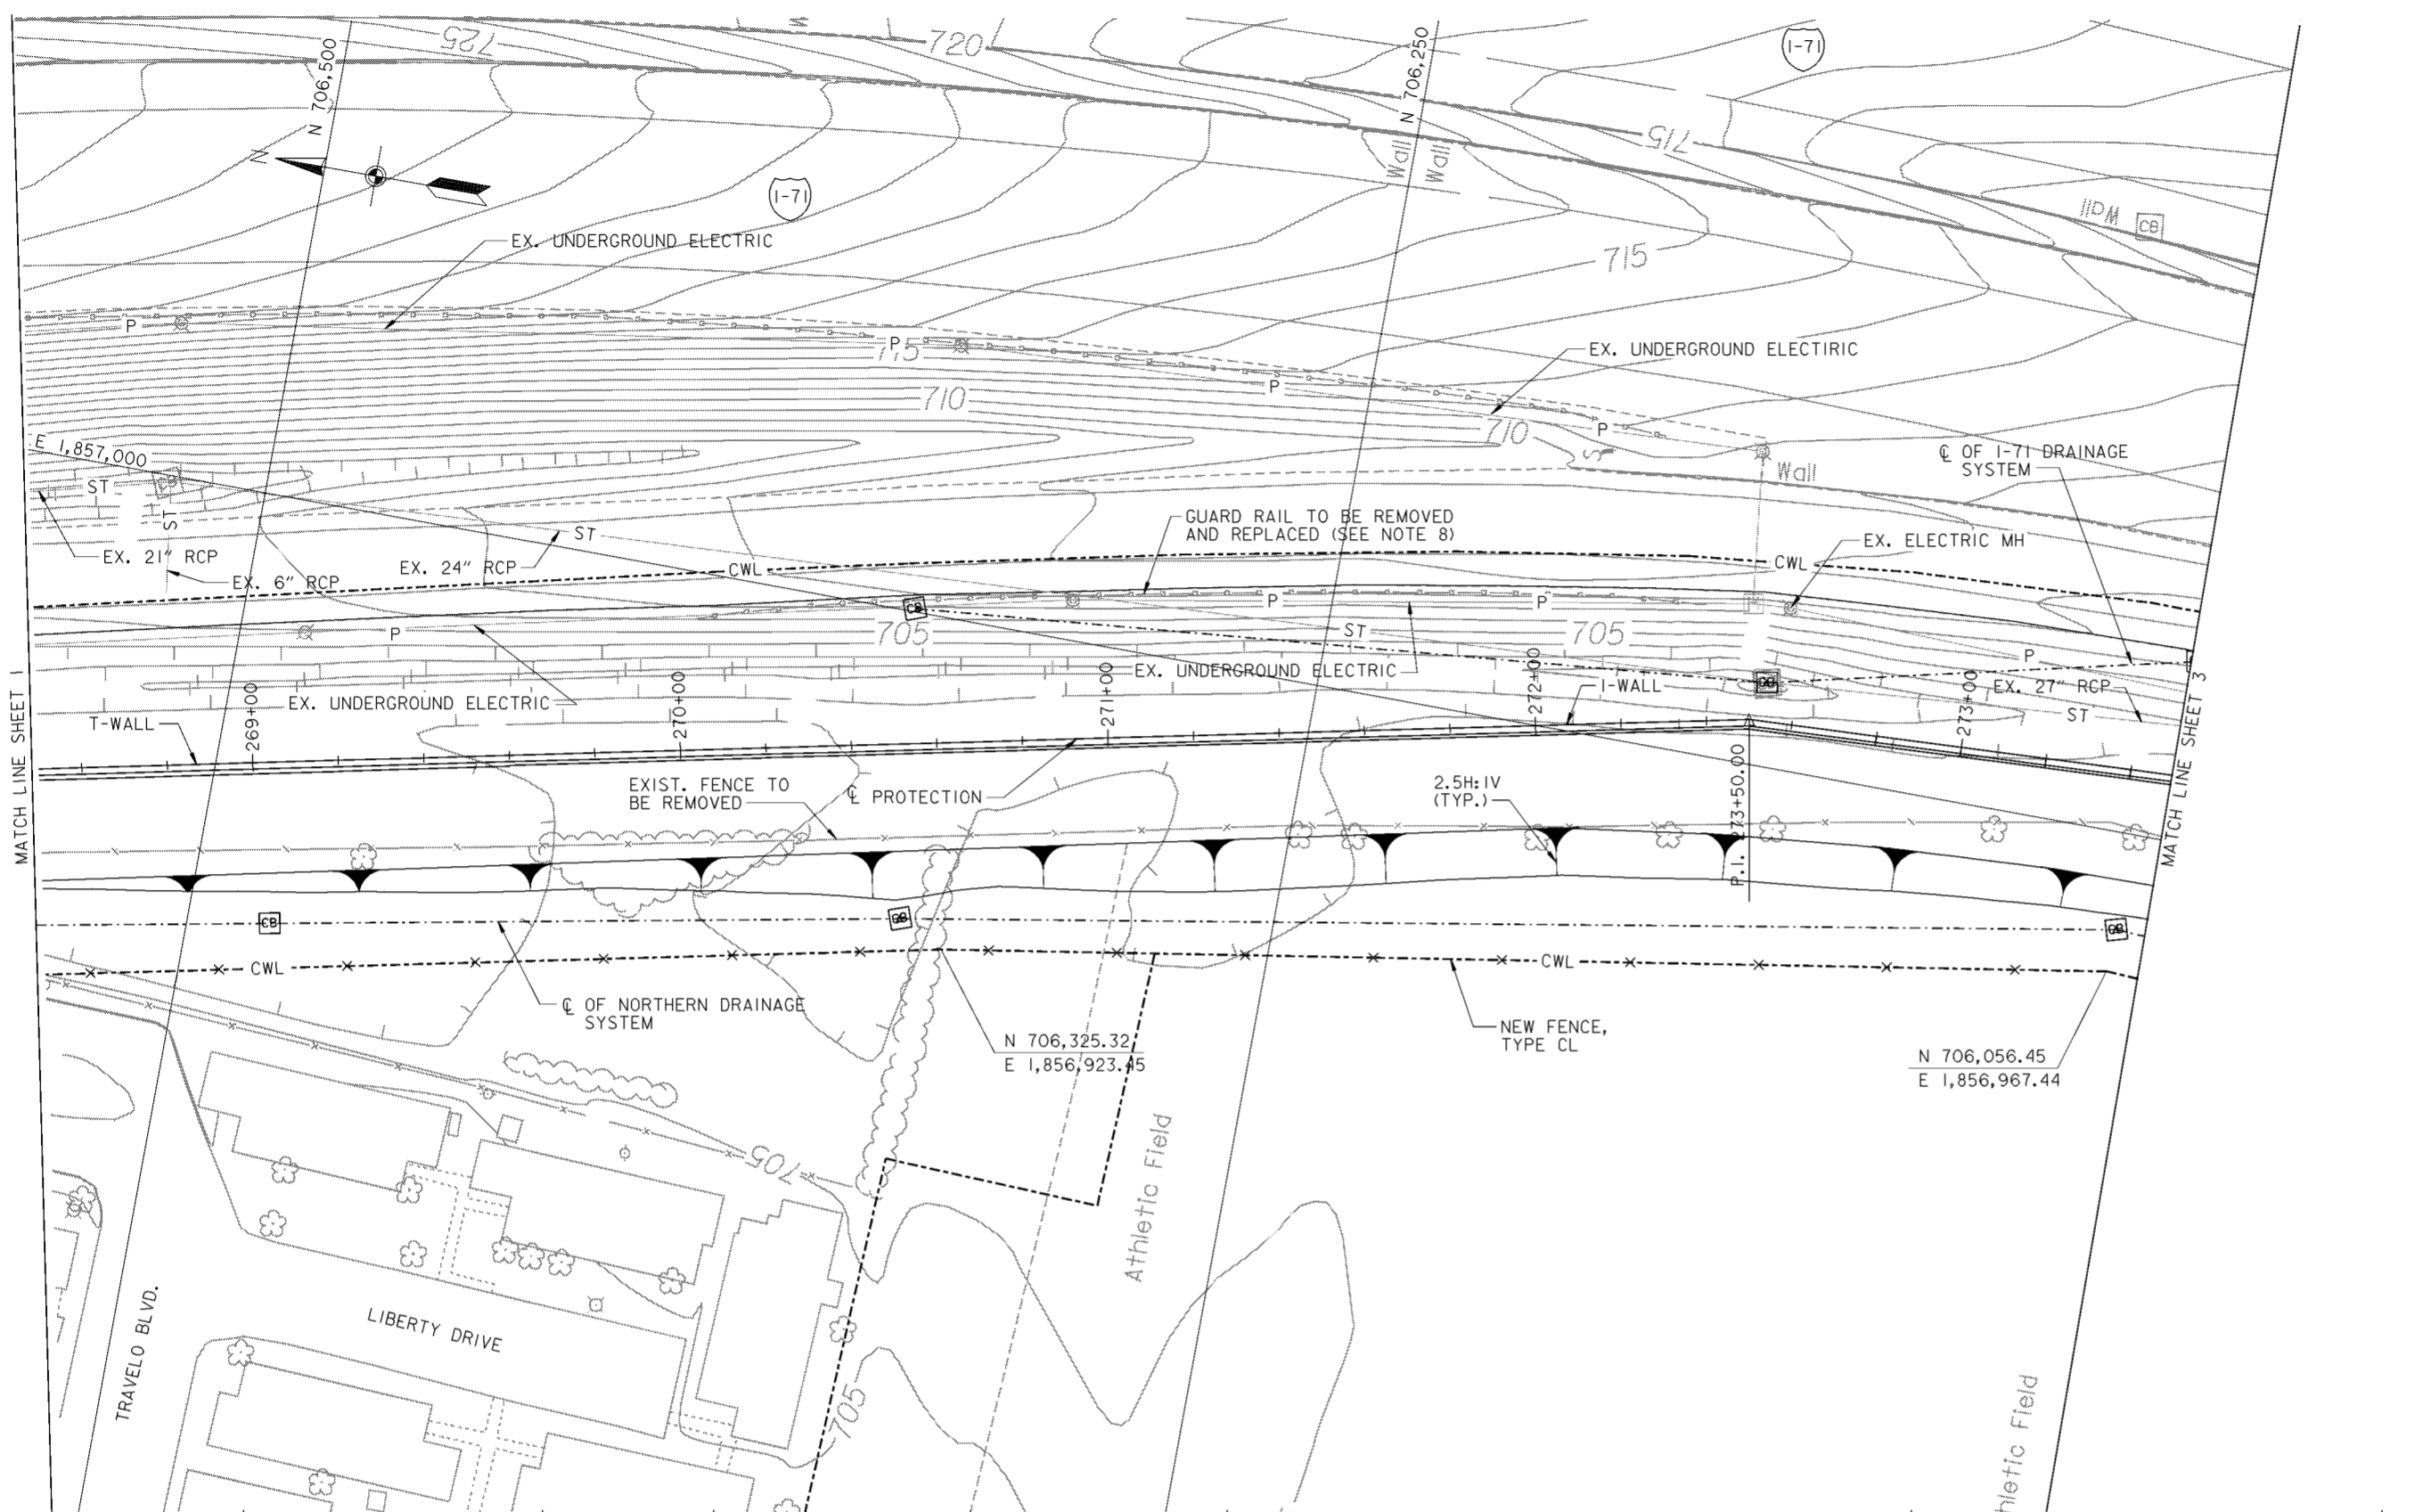 725
N 706,500
720
N 706,250
I-71
N
715
Wall
Wall
I-71
Wall
CB
EX. UNDERGROUND ELECTRIC
715
P
P
715
EX. UNDERGROUND ELECTIRIC
P
710
710
P
E 1,857,000
℄ OF I-71 DRAINAGE
SYSTEM
Wall
ST
ST
ST
GUARD RAIL TO BE REMOVED
AND REPLACED (SEE NOTE 8)
EX. 21" RCP
EX. 6" RCP
EX. 24" RCP
CWL
EX. ELECTRIC MH
CWL
CB
P
P
P
705
ST
705
P
EX. UNDERGROUND ELECTRIC
EX. UNDERGROUND ELECTRIC
I-WALL
EX. 27" RCP
ST
T-WALL
269+00
270+00
271+00
272+00
273+00
MATCH LINE SHEET 1
MATCH LINE SHEET 3
EXIST. FENCE TO
BE REMOVED
℄ PROTECTION
2.5H:1V
(TYP.)
P.I. 273+50.00
CB
CWL
CWL
℄ OF NORTHERN DRAINAGE
SYSTEM
N 706,325.32
E 1,856,923.45
NEW FENCE,
TYPE CL
N 706,056.45
E 1,856,967.44
705
Athletic Field
LIBERTY DRIVE
TRAVELO BLVD.
705
hletic Field